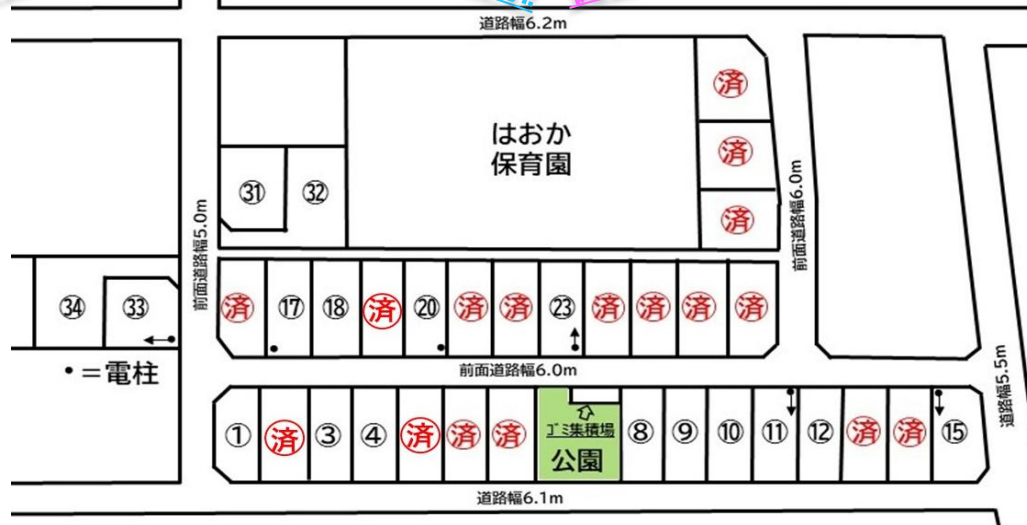 道路幅6.2m
はおか
保育園
済
済
済
㉛
㉜
前面道路幅5.0m
前面道路幅6.0m
㉞
㉝
済
⑰
⑱
済
⑳
済
済
㉓
済
済
済
済
•=電柱
前面道路幅6.0m
道路幅5.5m
①
済
③
④
済
済
済
ゴミ集積場
公園
⑧
⑨
⑩
⑪
⑫
済
済
⑮
道路幅6.1m